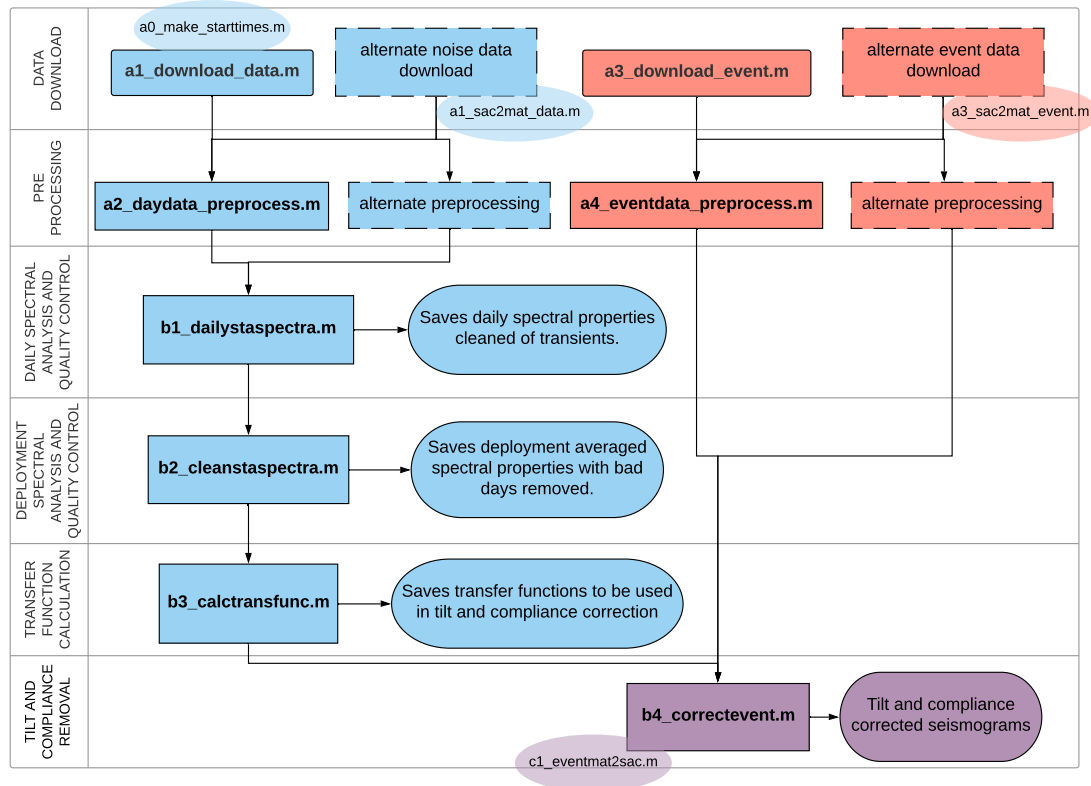 a0_make_starttimes.m
DATA
DOWNLOAD
a1_download_data.m
alternate noise data
download
a3_download_event.m
alternate event data
download
a1_sac2mat_data.m
a3_sac2mat_event.m
PRE
PROCESSING
a2_daydata_preprocess.m
alternate preprocessing
a4_eventdata_preprocess.m
alternate preprocessing
DAILY SPECTRAL
ANALYSIS AND
QUALITY CONTROL
b1_dailystaspectra.m
Saves daily spectral properties
cleaned of transients.
DEPLOYMENT
SPECTRAL
ANALYSIS AND
QUALITY CONTROL
b2_cleanstaspectra.m
Saves deployment averaged
spectral properties with bad
days removed.
TRANSFER
FUNCTION
CALCULATION
b3_calctransfunc.m
Saves transfer functions to be used
in tilt and compliance correction
TILT AND
COMPLIANCE
REMOVAL
b4_correctevent.m
Tilt and compliance
corrected seismograms
c1_eventmat2sac.m